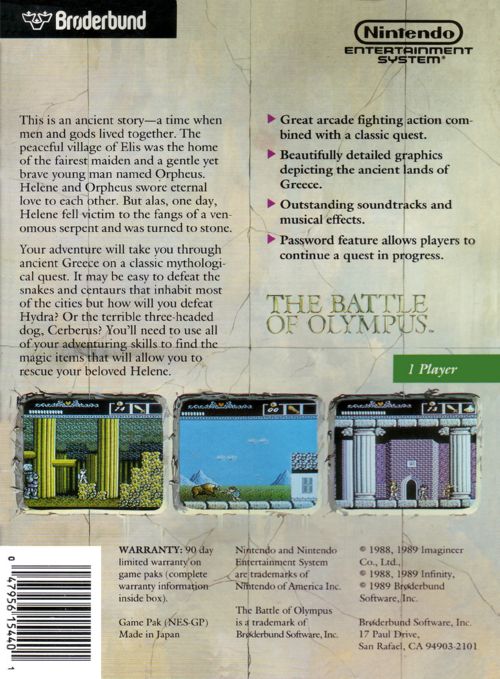 Brøderbund
Nintendo
ENTERTAINMENT
SYSTEM®
This is an ancient story—a time when
men and gods lived together. The
peaceful village of Elis was the home
of the fairest maiden and a gentle yet
brave young man named Orpheus.
Helene and Orpheus swore eternal
love to each other. But alas, one day,
Helene fell victim to the fangs of a ven-
omous serpent and was turned to stone.
Your adventure will take you through
ancient Greece on a classic mythologi-
cal quest. It may be easy to defeat the
snakes and centaurs that inhabit most
of the cities but how will you defeat
Hydra? Or the terrible three-headed
dog, Cerberus? You'll need to use all
of your adventuring skills to find the
magic items that will allow you to
rescue your beloved Helene.
Great arcade fighting action com-
bined with a classic quest.
Beautifully detailed graphics
depicting the ancient lands of
Greece.
Outstanding soundtracks and
musical effects.
Password feature allows players to
continue a quest in progress.
THE BATTLE
OF OLYMPUS™
1 Player
WARRANTY: 90 day
limited warranty on
game paks (complete
warranty information
inside box).
Game Pak (NES-GP)
Made in Japan
Nintendo and Nintendo
Entertainment System
are trademarks of
Nintendo of America Inc.
The Battle of Olympus
is a trademark of
Brøderbund Software, Inc.
© 1988, 1989 Imagineer
Co., Ltd.,
© 1988, 1989 Infinity,
© 1989 Brøderbund
Software, Inc.
Brøderbund Software, Inc.
17 Paul Drive,
San Rafael, CA 94903-2101
0 47956 15440 1